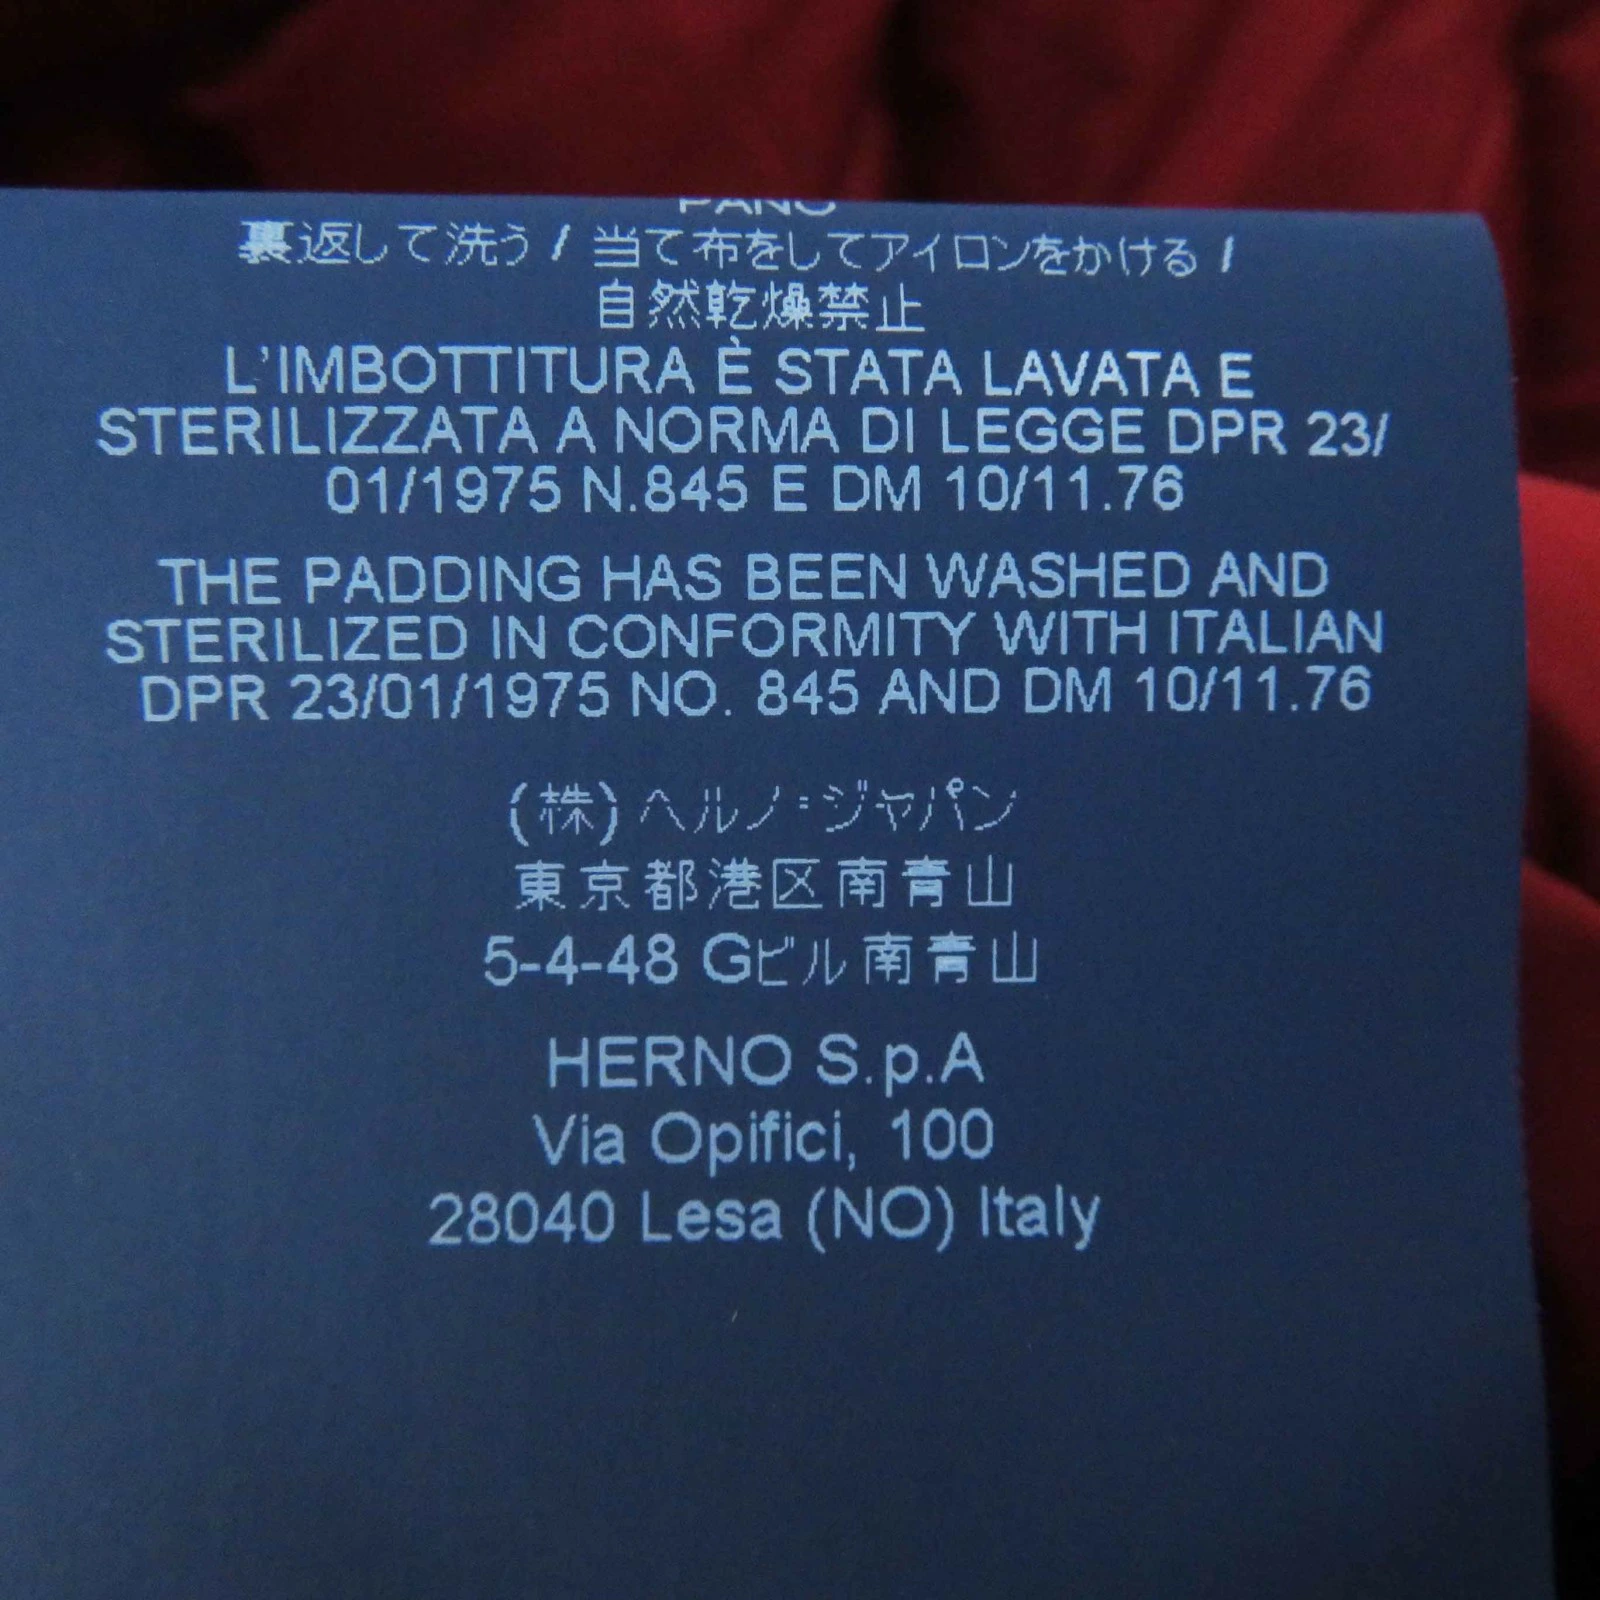 PANO
裏返して洗う / 当て布をしてアイロンをかける /
自然乾燥禁止
L'IMBOTTITURA È STATA LAVATA E
STERILIZZATA A NORMA DI LEGGE DPR 23/
01/1975 N.845 E DM 10/11.76
THE PADDING HAS BEEN WASHED AND
STERILIZED IN CONFORMITY WITH ITALIAN
DPR 23/01/1975 NO. 845 AND DM 10/11.76
(株) ヘルノ=ジャパン
東京都港区南青山
5-4-48 Gビル南青山
HERNO S.p.A
Via Opifici, 100
28040 Lesa (NO) Italy